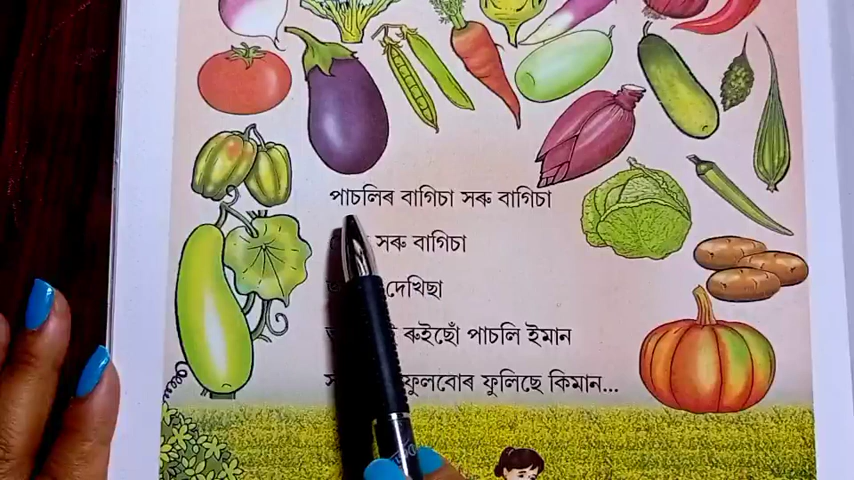 পাচলিৰ বাগিচা সৰু বাগিচা
সৰু বাগিচা
দেখিছা
ৰুইছোঁ পাচলি ইমান
ফুলবোৰ ফুলিছে কিমান...